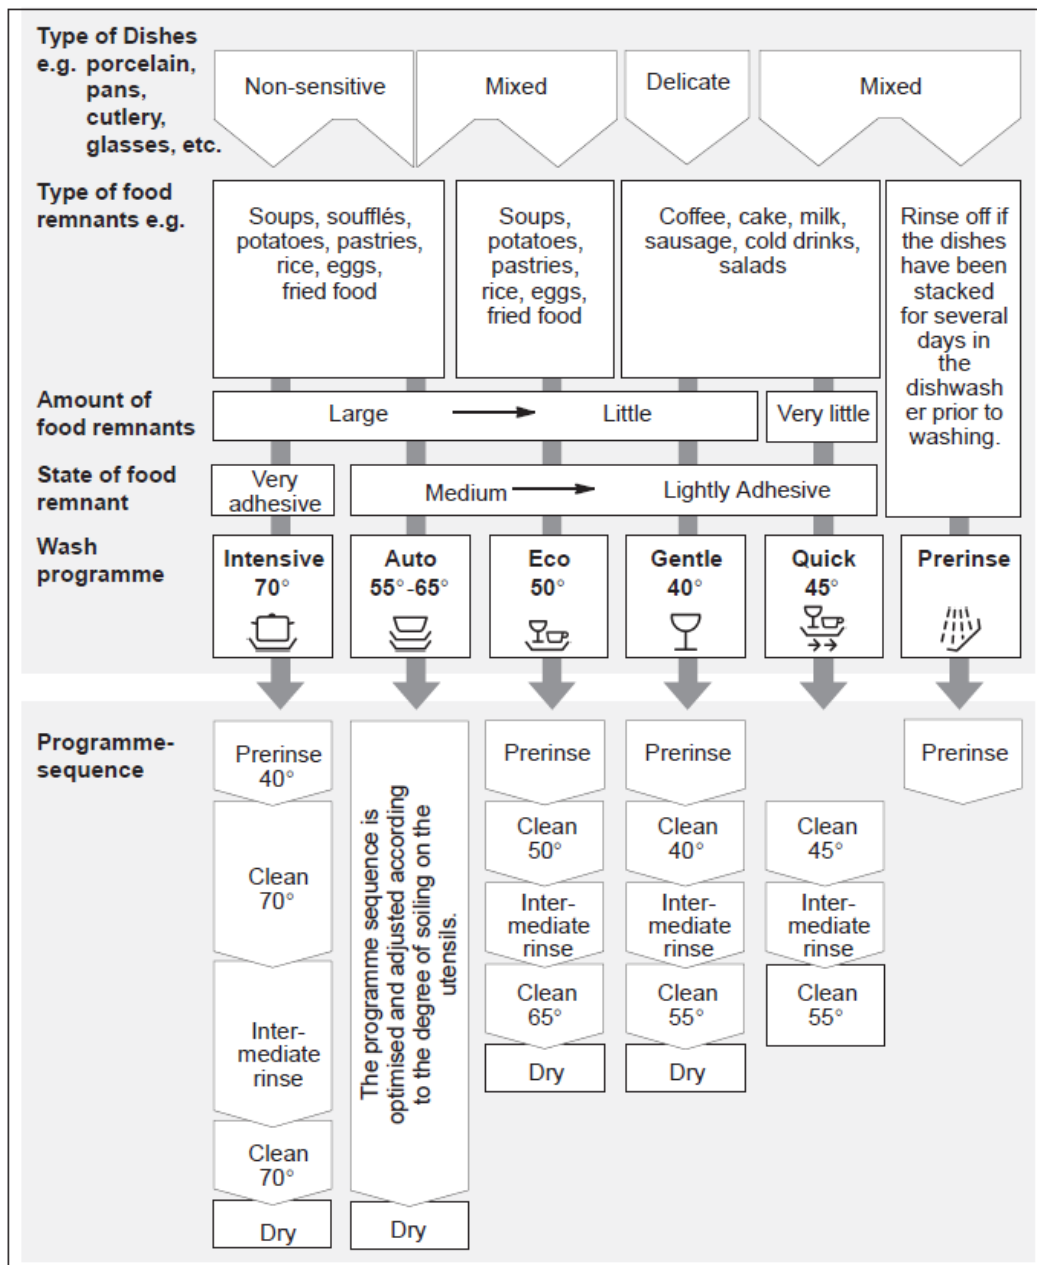 Type of Dishes
e.g. porcelain,
pans,
cutlery,
glasses, etc.
Non-sensitive
Mixed
Delicate
Mixed
Type of food
remnants e.g.
Soups, soufflés,
potatoes, pastries,
rice, eggs,
fried food
Soups,
potatoes,
pastries,
rice, eggs,
fried food
Coffee, cake, milk,
sausage, cold drinks,
salads
Rinse off if
the dishes
have been
stacked
for several
days in
the
dishwash
er prior to
washing.
Amount of
food remnants
Large
Little
Very little
State of food
remnant
Very
adhesive
Medium
Lightly Adhesive
Wash
programme
Intensive
70°
Auto
55°-65°
Eco
50°
Gentle
40°
Quick
45°
Prerinse
Programme-
sequence
Prerinse
40°
Clean
70°
Inter-
mediate
rinse
Clean
70°
Dry
The programme sequence is
optimised and adjusted according
to the degree of soiling on the
utensils.
Dry
Prerinse
Clean
50°
Inter-
mediate
rinse
Clean
65°
Dry
Prerinse
Clean
40°
Inter-
mediate
rinse
Clean
55°
Dry
Clean
45°
Inter-
mediate
rinse
Clean
55°
Prerinse